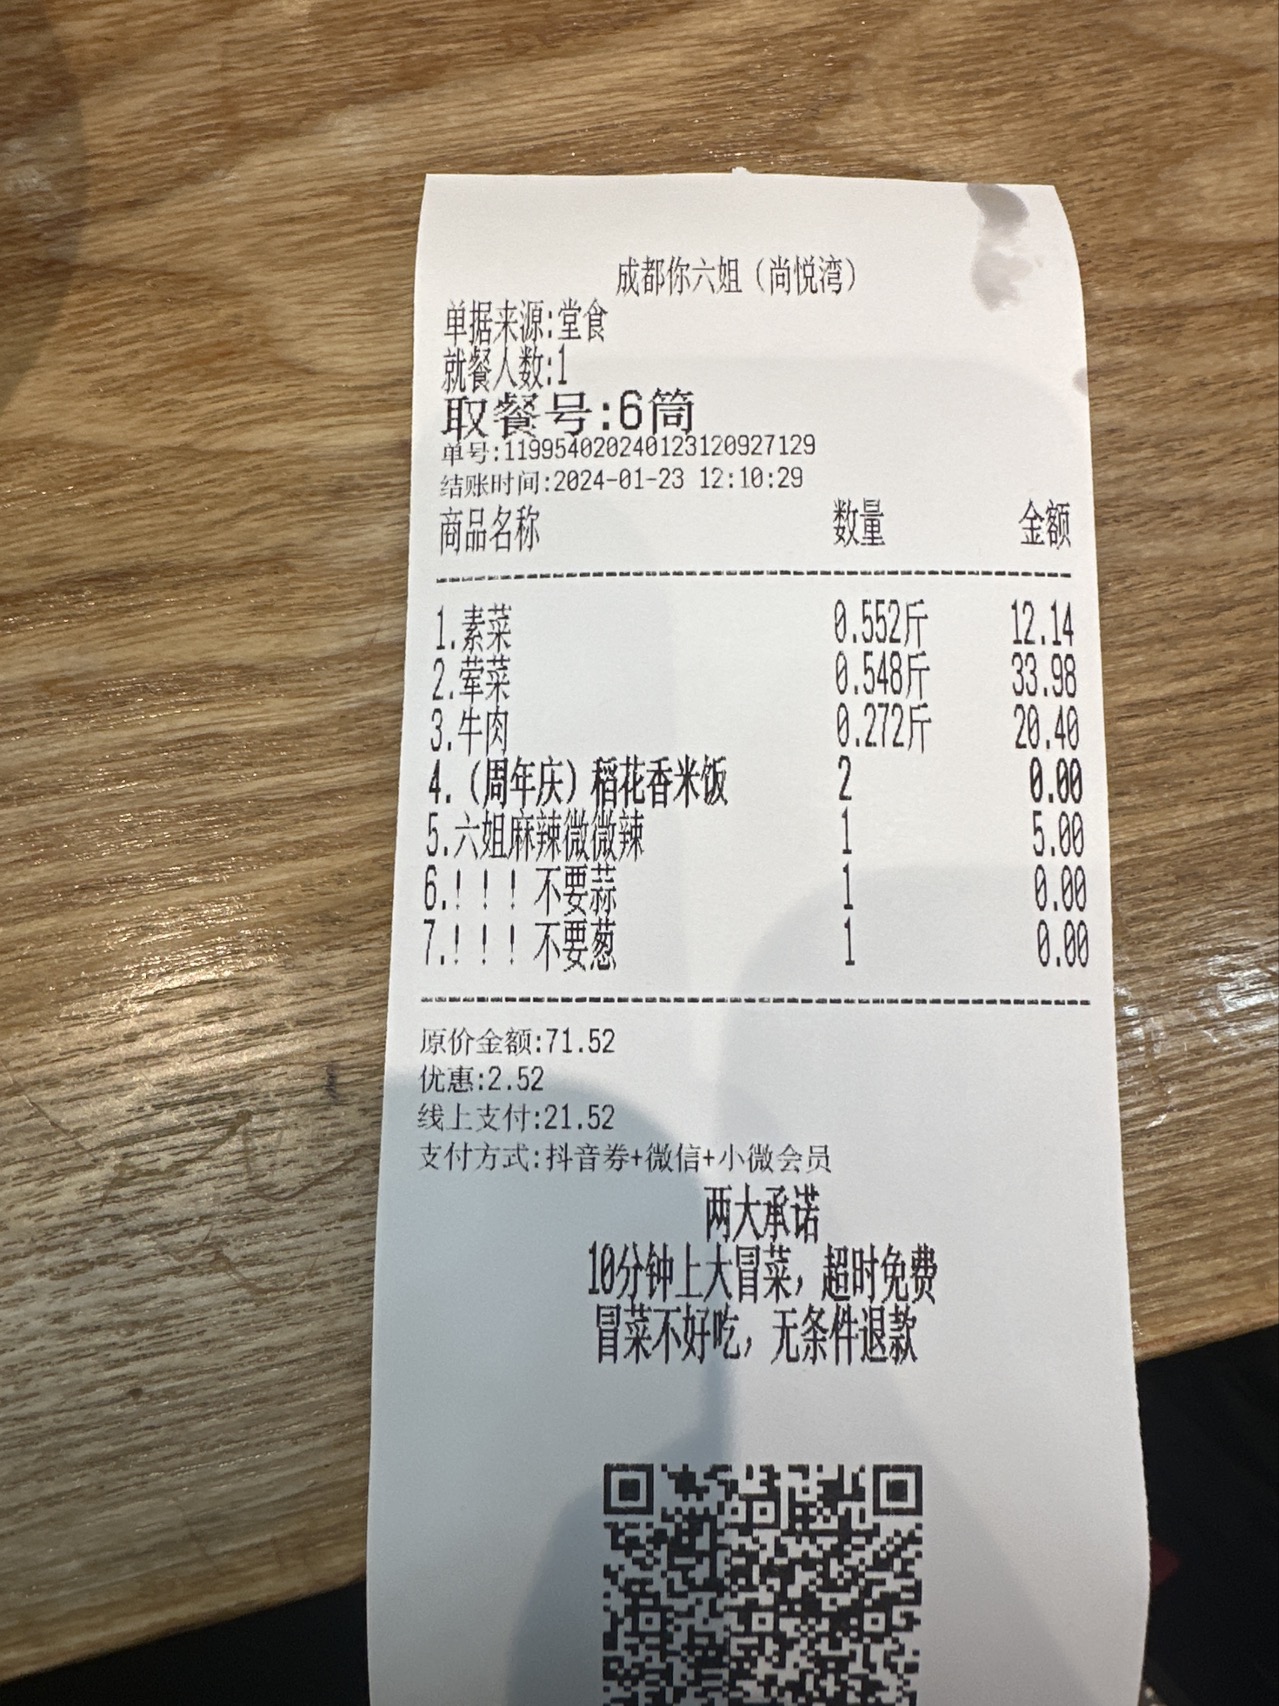 成都你六姐（尚悦湾）
单据来源:堂食
就餐人数:1
取餐号:6筒
单号:119954020240123120927129
结账时间:2024-01-23 12:10:29
商品名称 数量 金额
1.素菜 0.552斤 12.14
2.荤菜 0.548斤 33.98
3.牛肉 0.272斤 20.40
4.（周年庆）稻花香米饭 2 0.00
5.六姐麻辣微微辣 1 5.00
6.！！！不要蒜 1 0.00
7.！！！不要葱 1 0.00
原价金额:71.52
优惠:2.52
线上支付:21.52
支付方式:抖音券+微信+小微会员
两大承诺
10分钟上大冒菜，超时免费
冒菜不好吃，无条件退款